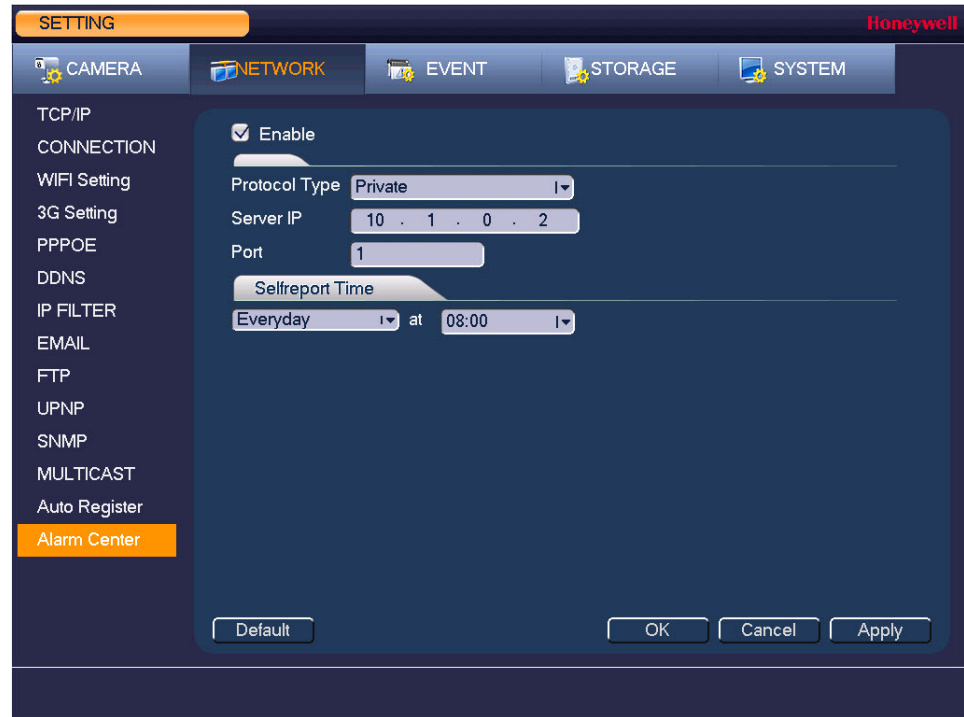 SETTING
Honeywell
CAMERA NETWORK EVENT STORAGE SYSTEM
TCP/IP
CONNECTION
WIFI Setting
3G Setting
PPPOE
DDNS
IP FILTER
EMAIL
FTP
UPNP
SNMP
MULTICAST
Auto Register
Alarm Center
Enable
Protocol Type Private
Server IP 10 . 1 . 0 . 2
Port 1
Selfreport Time
Everyday at 08:00
Default OK Cancel Apply